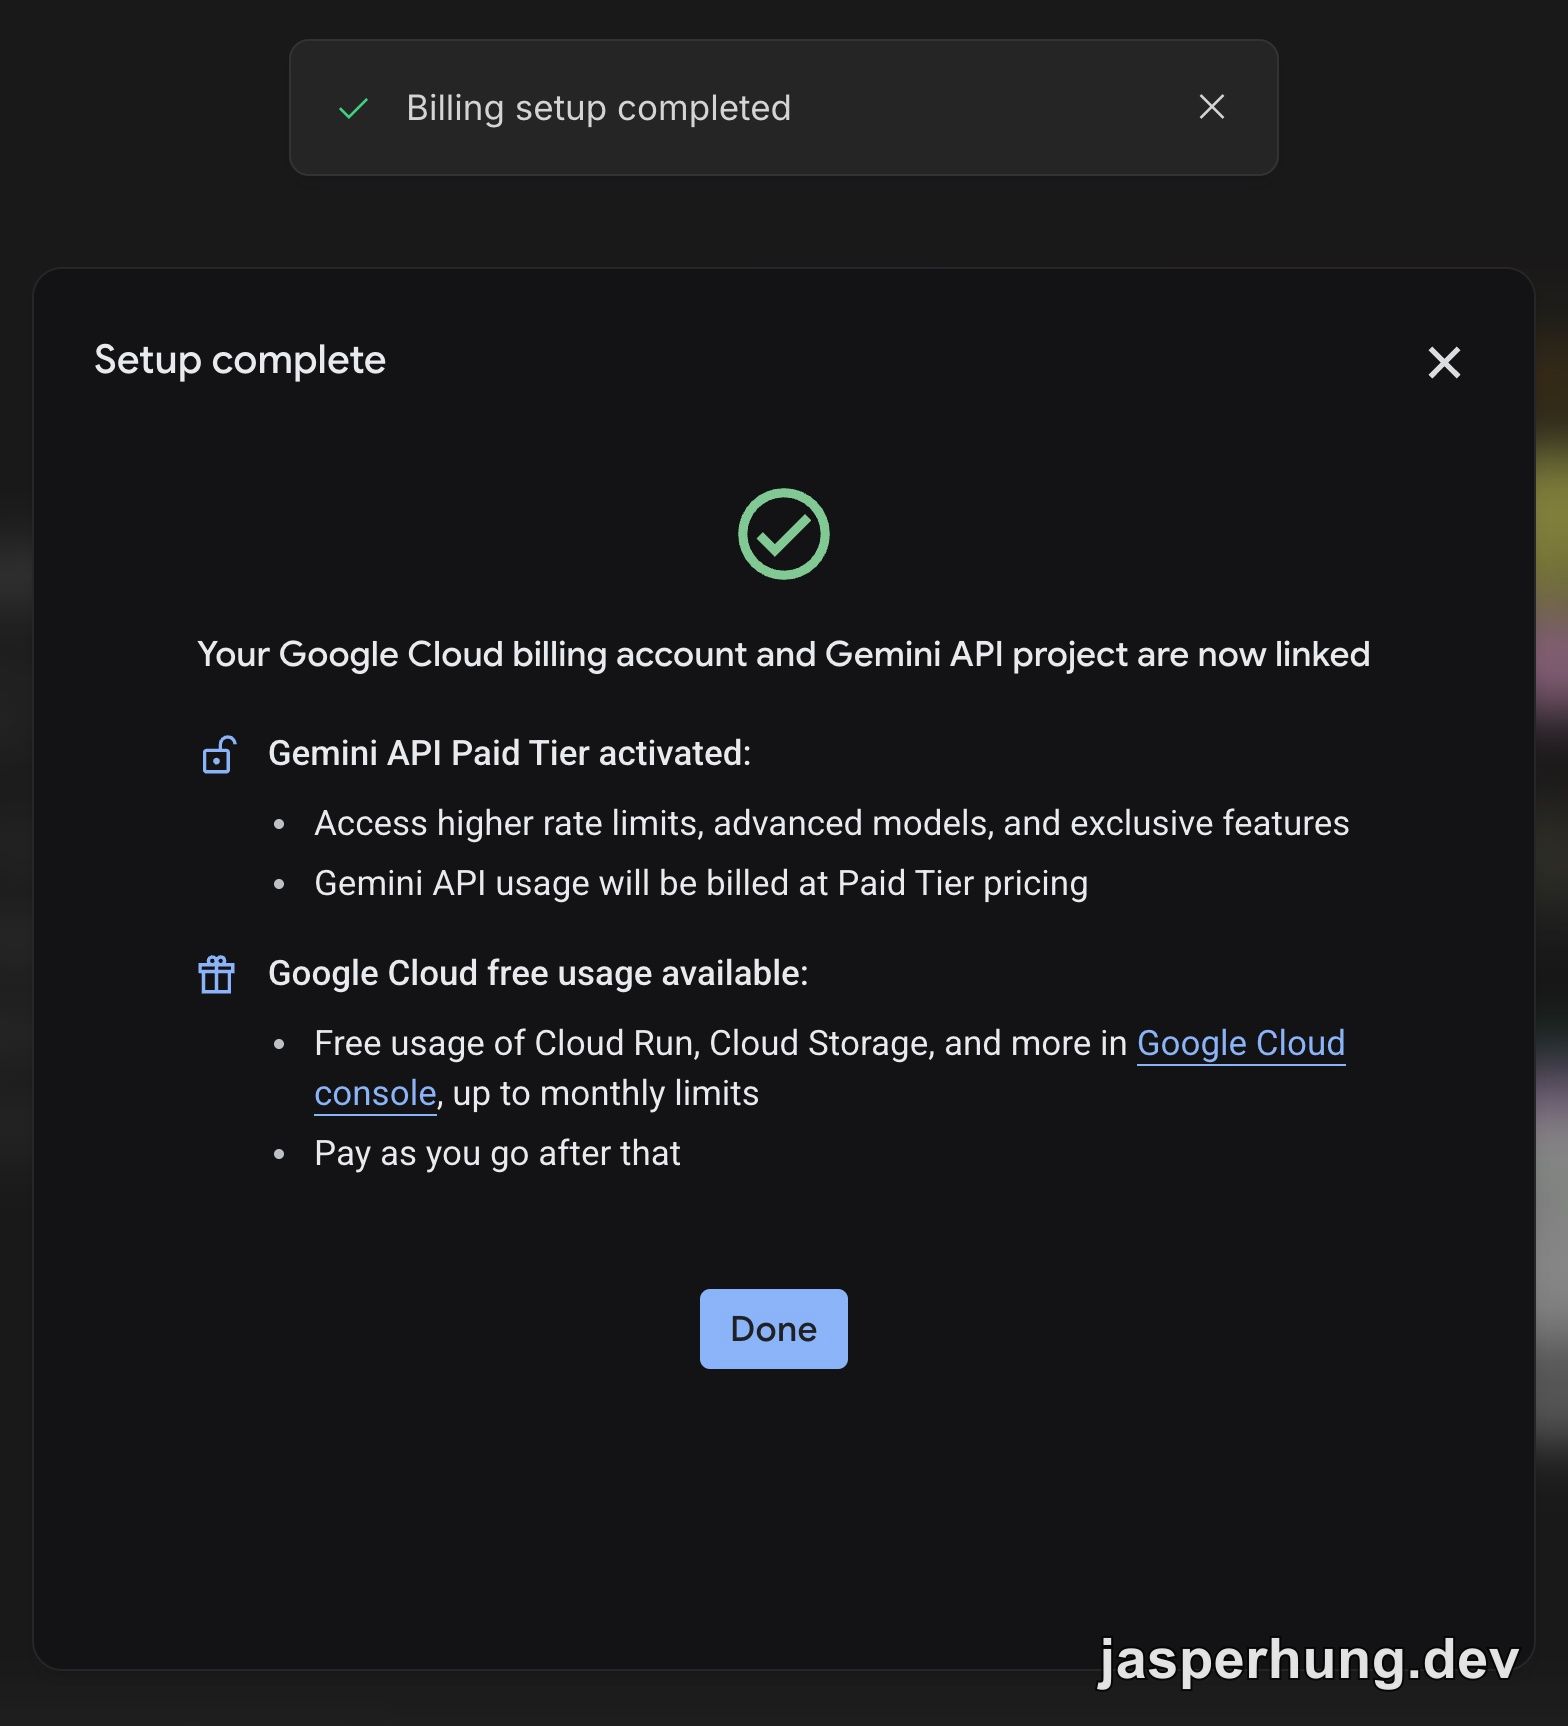 Billing setup completed
Setup complete
Your Google Cloud billing account and Gemini API project are now linked
Gemini API Paid Tier activated:
• Access higher rate limits, advanced models, and exclusive features
• Gemini API usage will be billed at Paid Tier pricing
Google Cloud free usage available:
• Free usage of Cloud Run, Cloud Storage, and more in Google Cloud
console, up to monthly limits
• Pay as you go after that
Done
jasperhung.dev